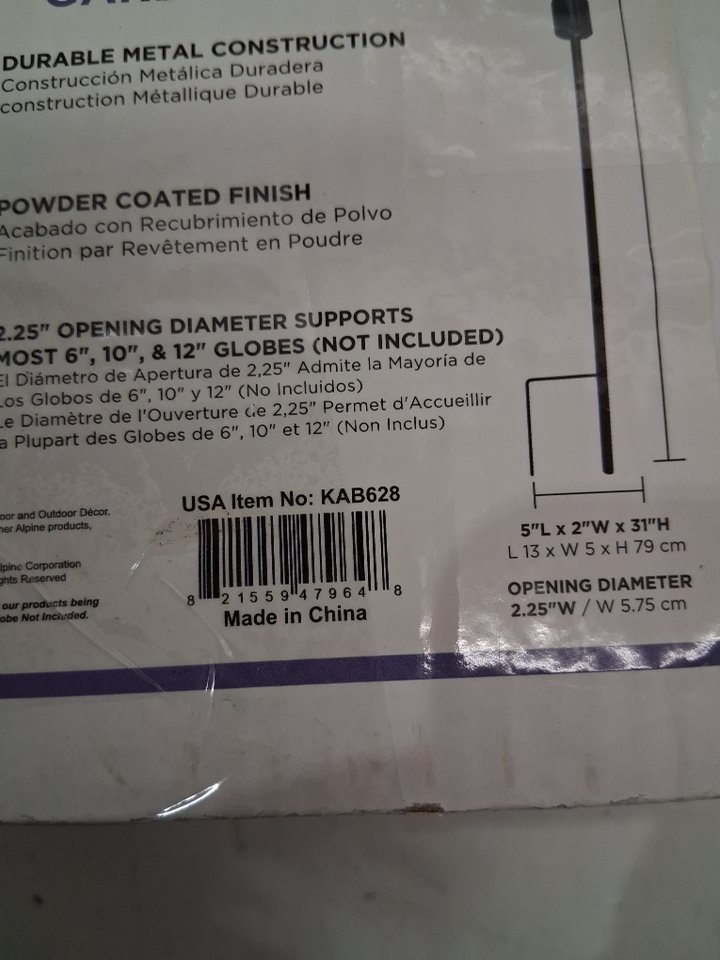 DURABLE METAL CONSTRUCTION
Construcción Metálica Duradera
construction Métallique Durable
POWDER COATED FINISH
Acabado con Recubrimiento de Polvo
Finition par Revêtement en Poudre
2.25" OPENING DIAMETER SUPPORTS
MOST 6", 10", & 12" GLOBES (NOT INCLUDED)
El Diámetro de Apertura de 2,25" Admite la Mayoría de
Los Globos de 6", 10" y 12" (No Incluidos)
Le Diamètre de l'Ouverture de 2,25" Permet d'Accueillir
a Plupart des Globes de 6", 10" et 12" (Non Inclus)
oor and Outdoor Décor.
her Alpine products,
lpine Corporation
ghts Reserved
our products being
obe Not Included.
USA Item No: KAB628
8 21559 47964 8
Made in China
5"L x 2"W x 31"H
L 13 x W 5 x H 79 cm
OPENING DIAMETER
2.25"W / W 5.75 cm